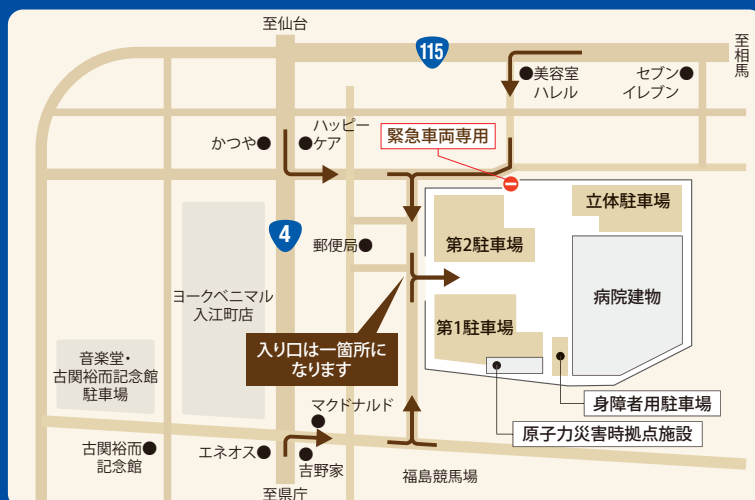 至仙台
115
至相馬
美容室
ハレル
セブン
イレブン
ハッピー
ケア
かつや
緊急車両専用
立体駐車場
第2駐車場
4
郵便局
病院建物
ヨークベニマル
入江町店
第1駐車場
入り口は一箇所に
なります
音楽堂・
古関裕而記念館
駐車場
身障者用駐車場
マクドナルド
原子力災害時拠点施設
古関裕而
記念館
エネオス
吉野家
福島競馬場
至県庁